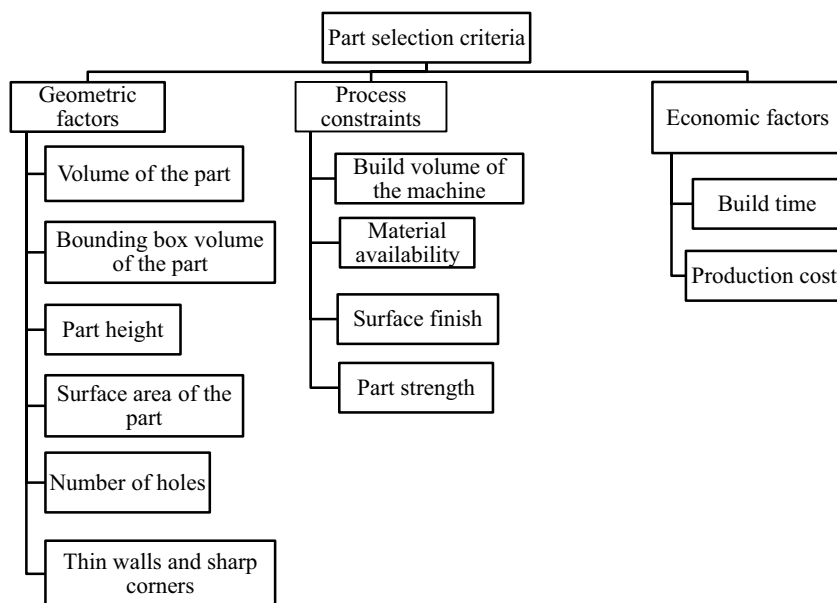 Part selection criteria
Geometric
factors
Volume of the part
Bounding box volume
of the part
Part height
Surface area of the
part
Number of holes
Thin walls and sharp
corners
Process
constraints
Build volume of
the machine
Material
availability
Surface finish
Part strength
Economic factors
Build time
Production cost